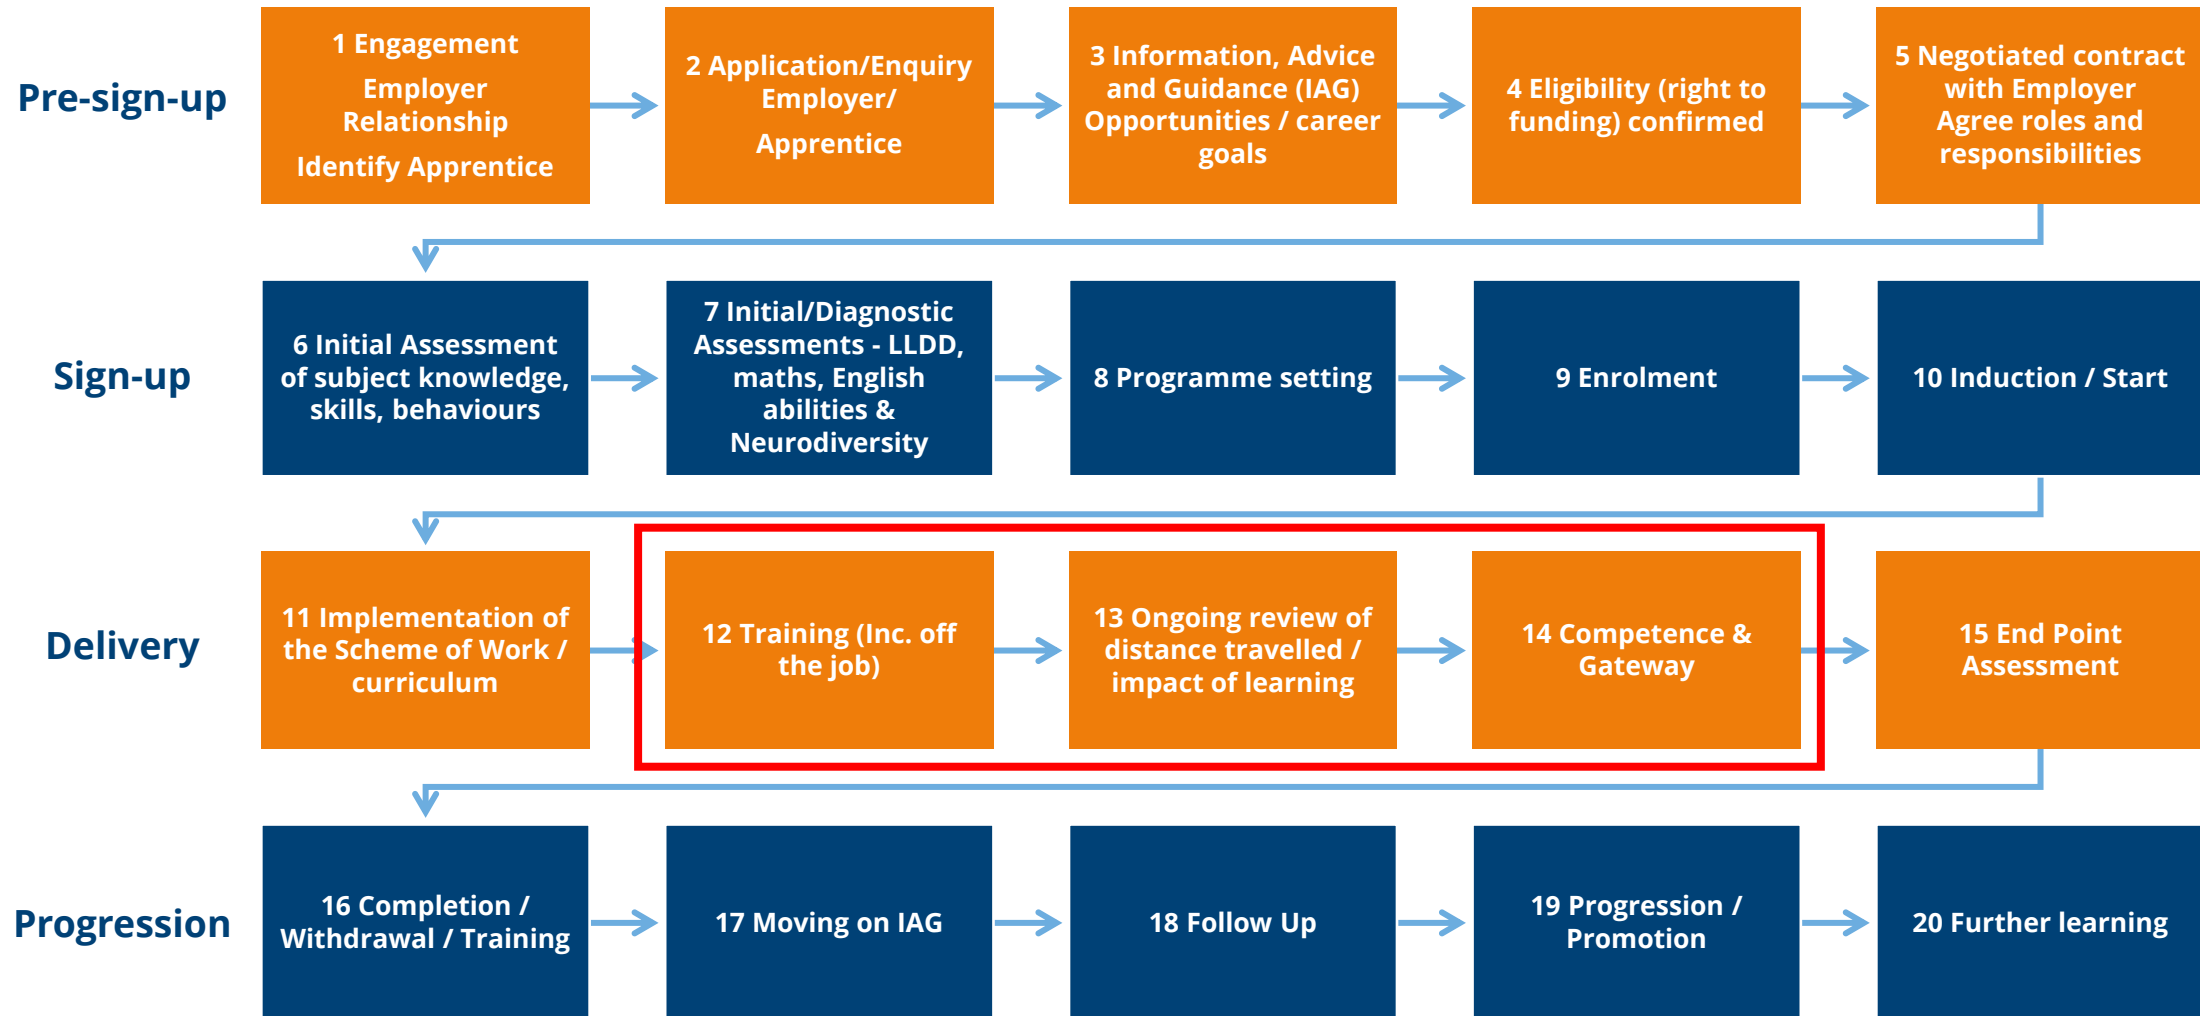 Pre-sign-up
1 Engagement
Employer
Relationship
Identify Apprentice
2 Application/Enquiry
Employer/
Apprentice
3 Information, Advice
and Guidance (IAG)
Opportunities / career
goals
4 Eligibility (right to
funding) confirmed
5 Negotiated contract
with Employer
Agree roles and
responsibilities
Sign-up
6 Initial Assessment
of subject knowledge,
skills, behaviours
7 Initial/Diagnostic
Assessments - LLDD,
maths, English
abilities &
Neurodiversity
8 Programme setting
9 Enrolment
10 Induction / Start
Delivery
11 Implementation of
the Scheme of Work /
curriculum
12 Training (Inc. off
the job)
13 Ongoing review of
distance travelled /
impact of learning
14 Competence &
Gateway
15 End Point
Assessment
Progression
16 Completion /
Withdrawal / Training
17 Moving on IAG
18 Follow Up
19 Progression /
Promotion
20 Further learning